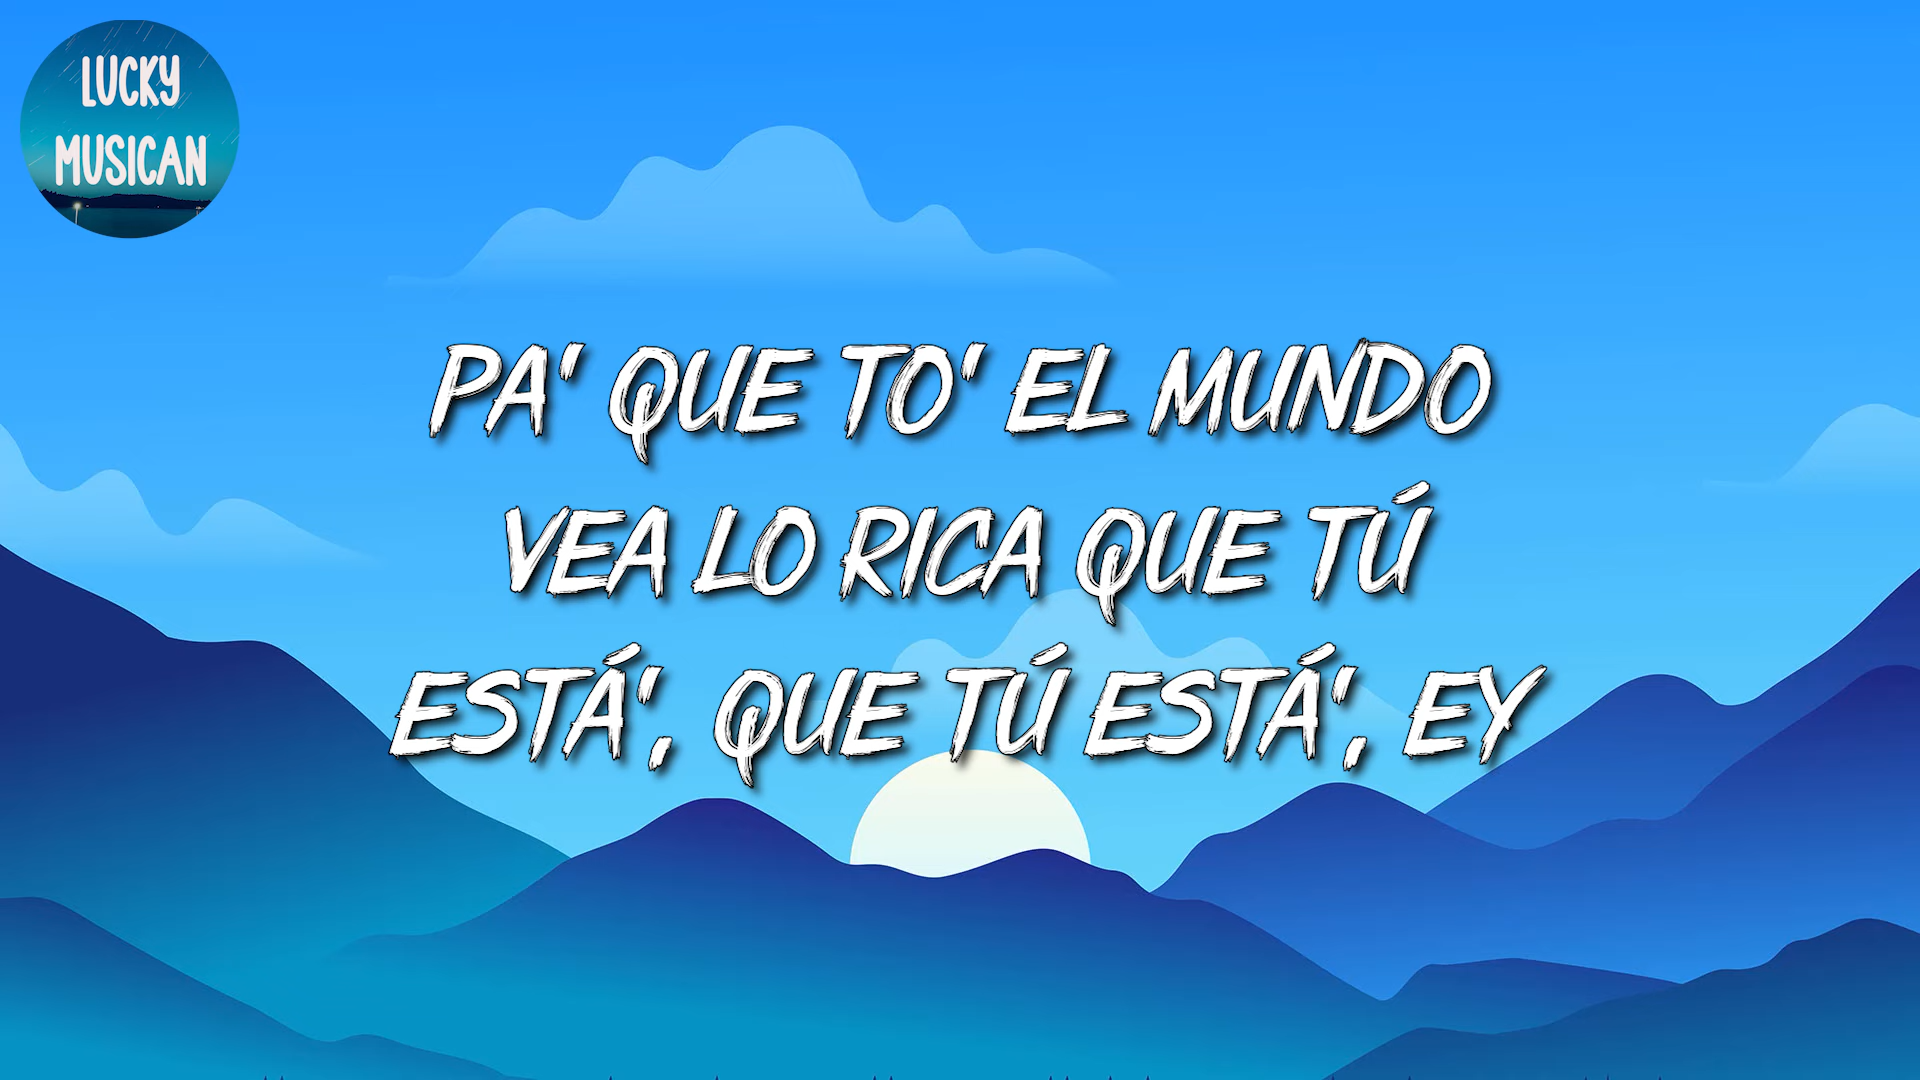 LUCKY
MUSICAN
PA' QUE TO' EL MUNDO
VEA LO RICA QUE TÚ
ESTÁ', QUE TÚ ESTÁ', EY